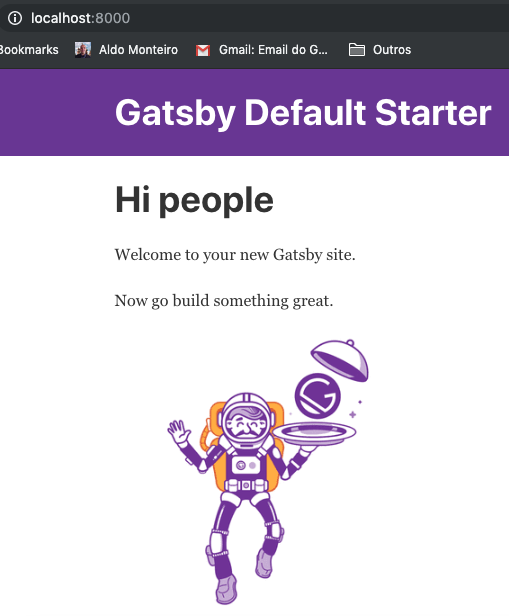 localhost:8000
Bookmarks Aldo Monteiro Gmail: Email do G... Outros
Gatsby Default Starter
Hi people
Welcome to your new Gatsby site.
Now go build something great.